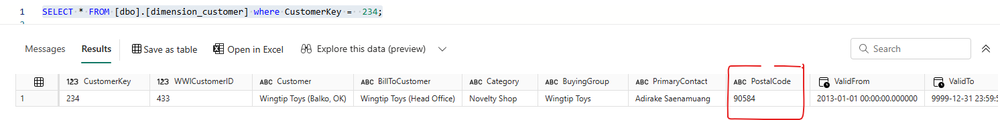 1 SELECT * FROM [dbo].[dimension_customer] where CustomerKey = 234;
Messages Results Save as table Open in Excel Explore this data (preview) Search
123 CustomerKey 123 WWICustomerID ABC Customer ABC BillToCustomer ABC Category ABC BuyingGroup ABC PrimaryContact ABC PostalCode ValidFrom ValidTo
1 234 433 Wingtip Toys (Balko, OK) Wingtip Toys (Head Office) Novelty Shop Wingtip Toys Adirake Saenamuang 90584 2013-01-01 00:00:00.000000 9999-12-31 23:59:5